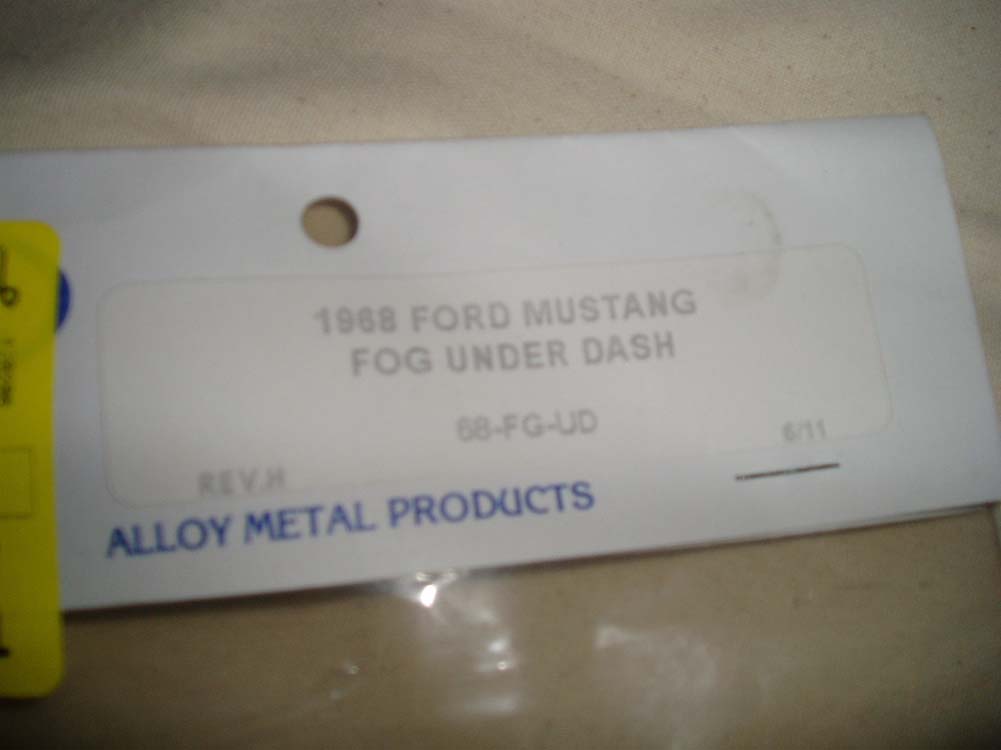 1968 FORD MUSTANG
FOG UNDER DASH
68-FG-UD
6/11
REV.H
ALLOY METAL PRODUCTS